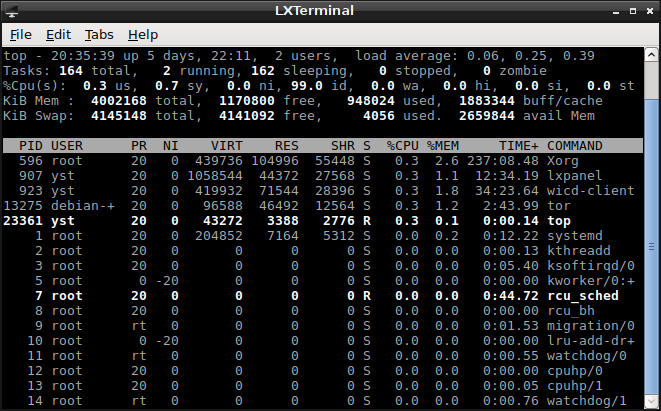 LXTerminal
File Edit Tabs Help
top - 20:35:39 up 5 days, 22:11,  2 users,  load average: 0.06, 0.25, 0.39
Tasks: 164 total,   2 running, 162 sleeping,   0 stopped,   0 zombie
%Cpu(s):  0.3 us,  0.7 sy,  0.0 ni, 99.0 id,  0.0 wa,  0.0 hi,  0.0 si,  0.0 st
KiB Mem :  4002168 total,  1170800 free,   948024 used,  1883344 buff/cache
KiB Swap:  4145148 total,  4141092 free,     4056 used.  2659844 avail Mem
PID USER      PR  NI    VIRT    RES    SHR S  %CPU %MEM     TIME+ COMMAND
596 root      20   0  439736 104996  55448 S   0.3  2.6 237:08.48 Xorg
907 yst       20   0 1058544  44372  27568 S   0.3  1.1  12:34.19 lxpanel
923 yst       20   0  419932  71544  28396 S   0.3  1.8  34:23.64 wicd-client
13275 debian-+  20   0   96588  46492  12564 S   0.3  1.2   2:43.99 tor
23361 yst       20   0   43272   3388   2776 R   0.3  0.1   0:00.14 top
1 root      20   0  204852   7164   5312 S   0.0  0.2   0:12.22 systemd
2 root      20   0       0      0      0 S   0.0  0.0   0:00.13 kthreadd
3 root      20   0       0      0      0 S   0.0  0.0   0:05.40 ksoftirqd/0
5 root       0 -20       0      0      0 S   0.0  0.0   0:00.00 kworker/0:+
7 root      20   0       0      0      0 R   0.0  0.0   0:44.72 rcu_sched
8 root      20   0       0      0      0 S   0.0  0.0   0:00.00 rcu_bh
9 root      rt   0       0      0      0 S   0.0  0.0   0:01.53 migration/0
10 root       0 -20       0      0      0 S   0.0  0.0   0:00.00 lru-add-dr+
11 root      rt   0       0      0      0 S   0.0  0.0   0:00.55 watchdog/0
12 root      20   0       0      0      0 S   0.0  0.0   0:00.00 cpuhp/0
13 root      20   0       0      0      0 S   0.0  0.0   0:00.05 cpuhp/1
14 root      rt   0       0      0      0 S   0.0  0.0   0:00.76 watchdog/1